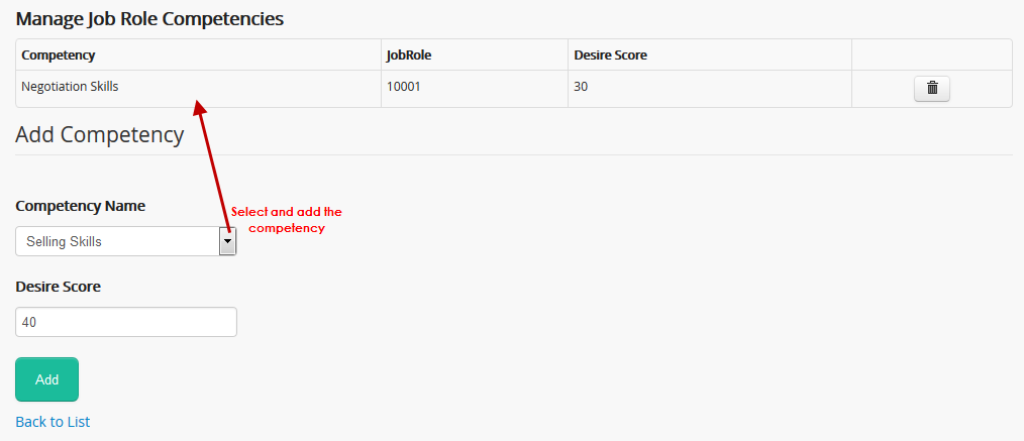 Manage Job Role Competencies
Competency JobRole Desire Score
Negotiation Skills 10001 30
Add Competency
Competency Name
Select and add the
competency
Selling Skills
Desire Score
40
Add
Back to List